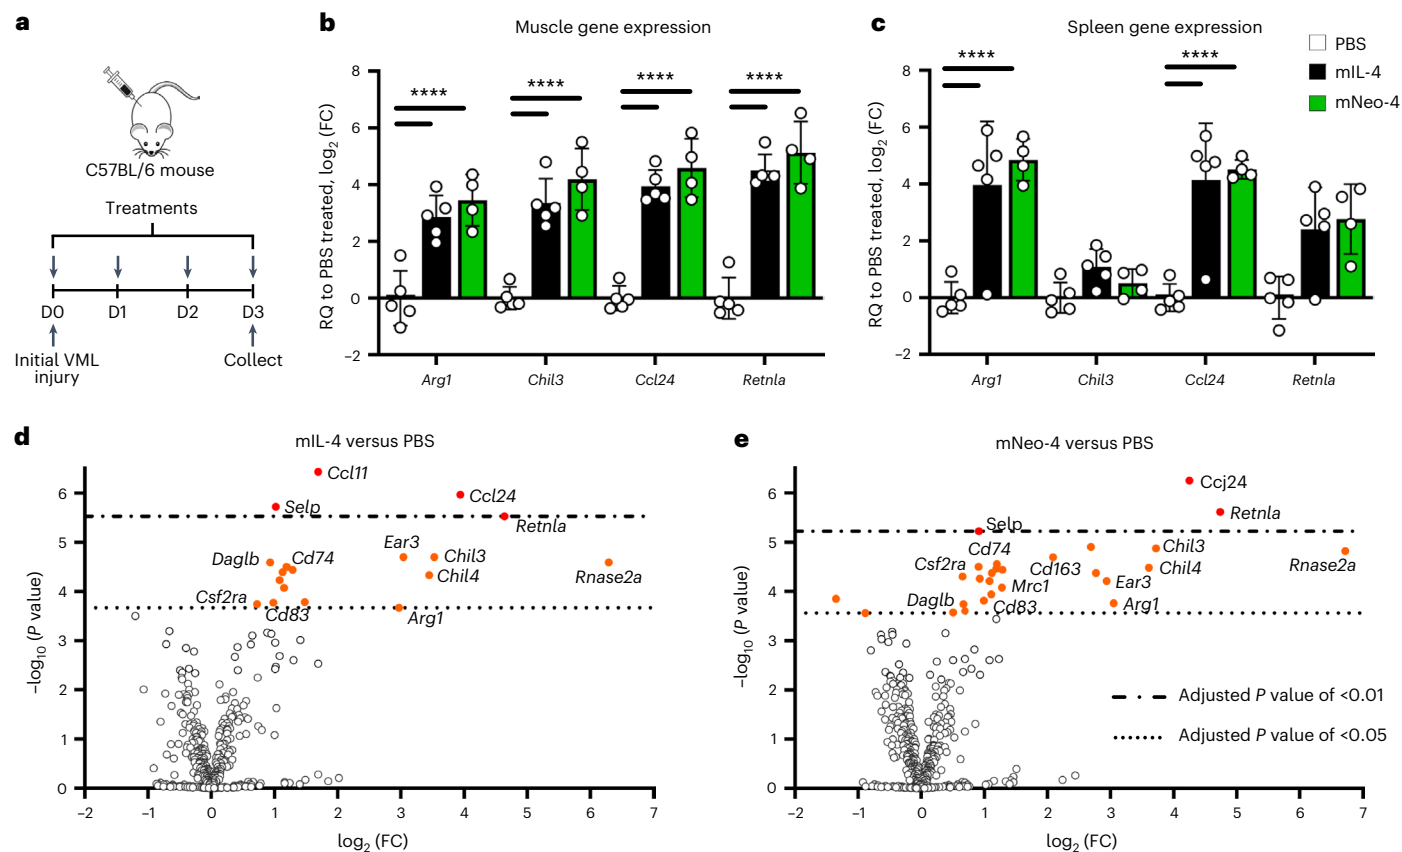 a
C57BL/6 mouse
Treatments
D0
D1
D2
D3
Initial VML
injury
Collect
b
Muscle gene expression
RQ to PBS treated, log2 (FC)
8
6
4
2
0
−2
****
****
****
****
Arg1
Chil3
Ccl24
Retnla
c
Spleen gene expression
RQ to PBS treated, log2 (FC)
8
6
4
2
0
−2
****
****
Arg1
Chil3
Ccl24
Retnla
PBS
mIL-4
mNeo-4
d
mIL-4 versus PBS
−log10 (P value)
6
5
4
3
2
1
0
Ccl11
Ccl24
Selp
Retnla
Ear3
Daglb
Cd74
Chil3
Chil4
Rnase2a
Csf2ra
Cd83
Arg1
−2
−1
0
1
2
3
4
5
6
7
log2 (FC)
e
mNeo-4 versus PBS
−log10 (P value)
6
5
4
3
2
1
0
Ccj24
Retnla
Selp
Cd74
Chil3
Csf2ra
Cd163
Chil4
Rnase2a
Mrc1
Ear3
Daglb
Cd83
Arg1
Adjusted P value of <0.01
Adjusted P value of <0.05
−2
−1
0
1
2
3
4
5
6
7
log2 (FC)